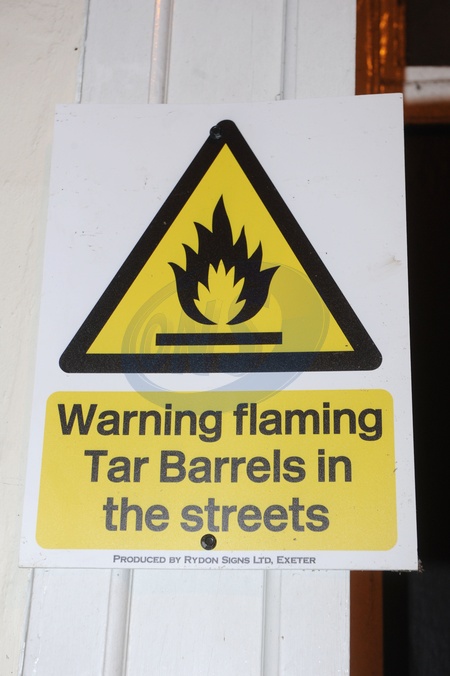 Warning flaming
Tar Barrels in
the streets
PRODUCED BY RYDON SIGNS LTD, EXETER